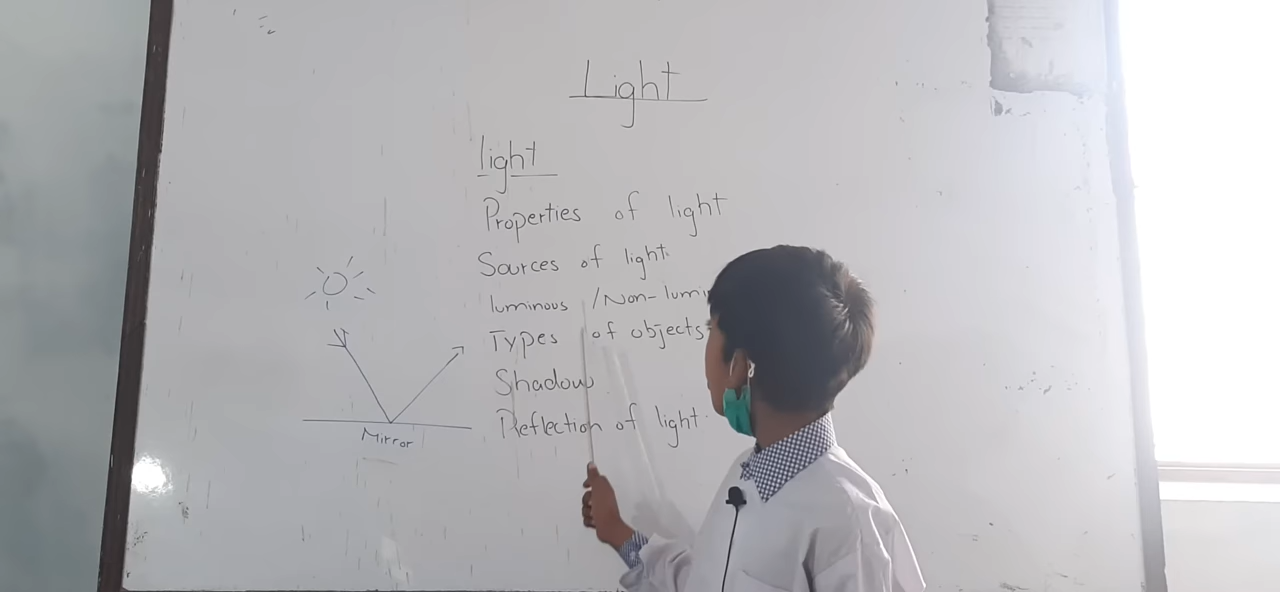 Light
light
Properties of light
Sources of light.
luminous /Non-lumi
Types of objects
Shadow
Reflection of light.
Mirror